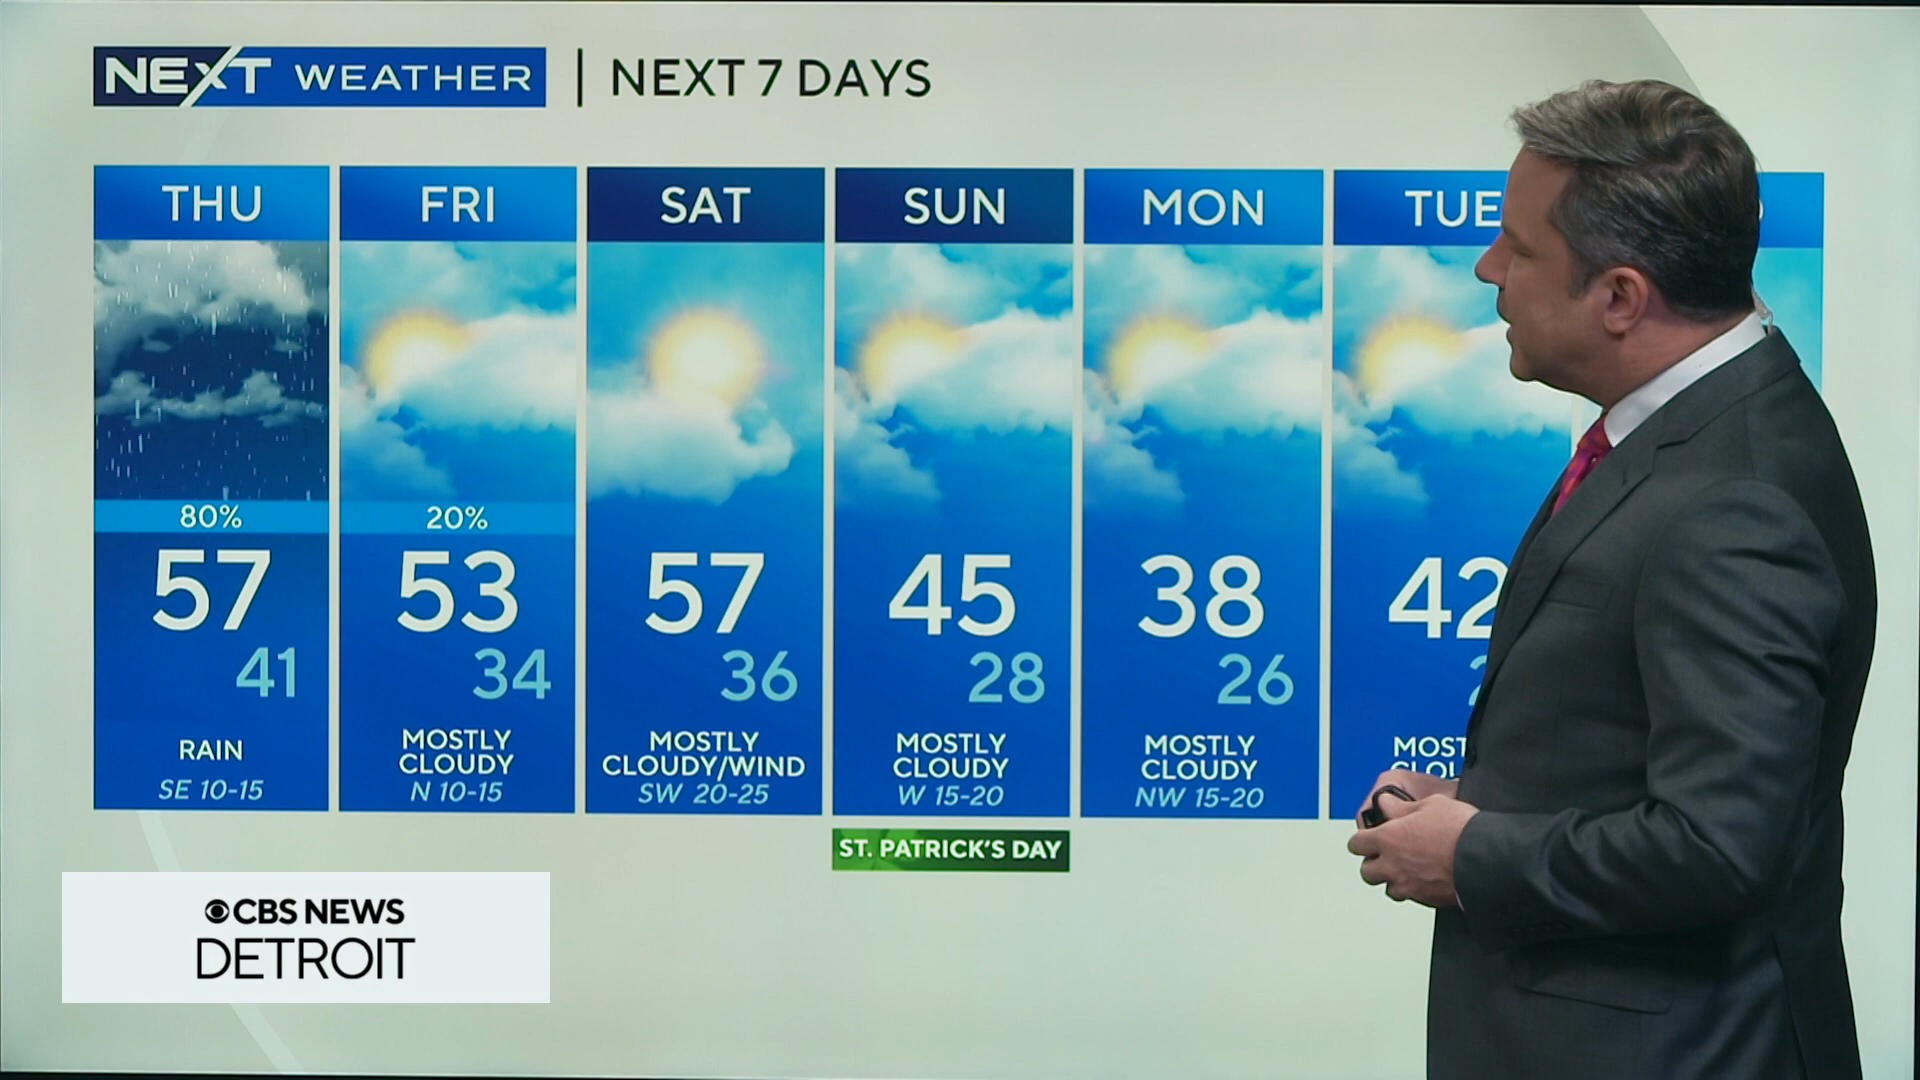 NEXT WEATHER | NEXT 7 DAYS
THU
80%
57
41
RAIN
SE 10-15
FRI
20%
53
34
MOSTLY
CLOUDY
N 10-15
SAT
57
36
MOSTLY
CLOUDY/WIND
SW 20-25
SUN
45
28
MOSTLY
CLOUDY
W 15-20
ST. PATRICK'S DAY
MON
38
26
MOSTLY
CLOUDY
NW 15-20
TUE
42
CBS NEWS
DETROIT